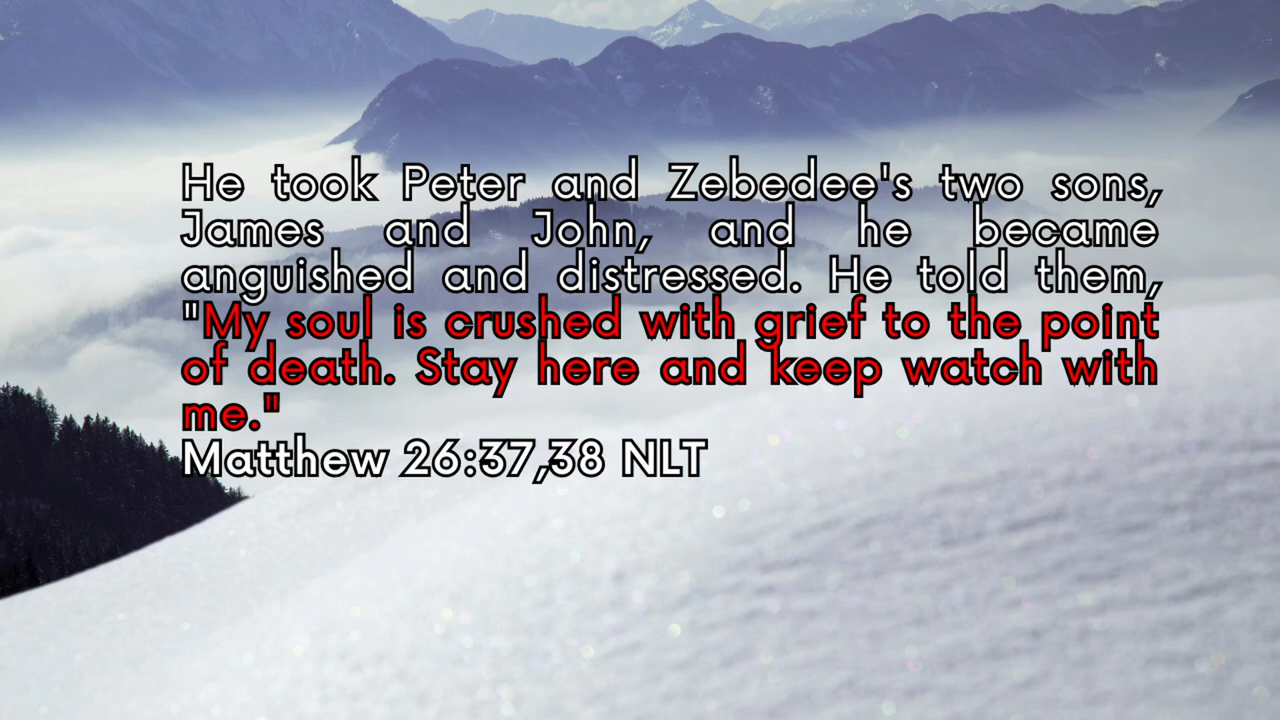 He took Peter and Zebedee's two sons,
James and John, and he became
anguished and distressed. He told them,
"My soul is crushed with grief to the point
of death. Stay here and keep watch with
me."
Matthew 26:37,38 NLT